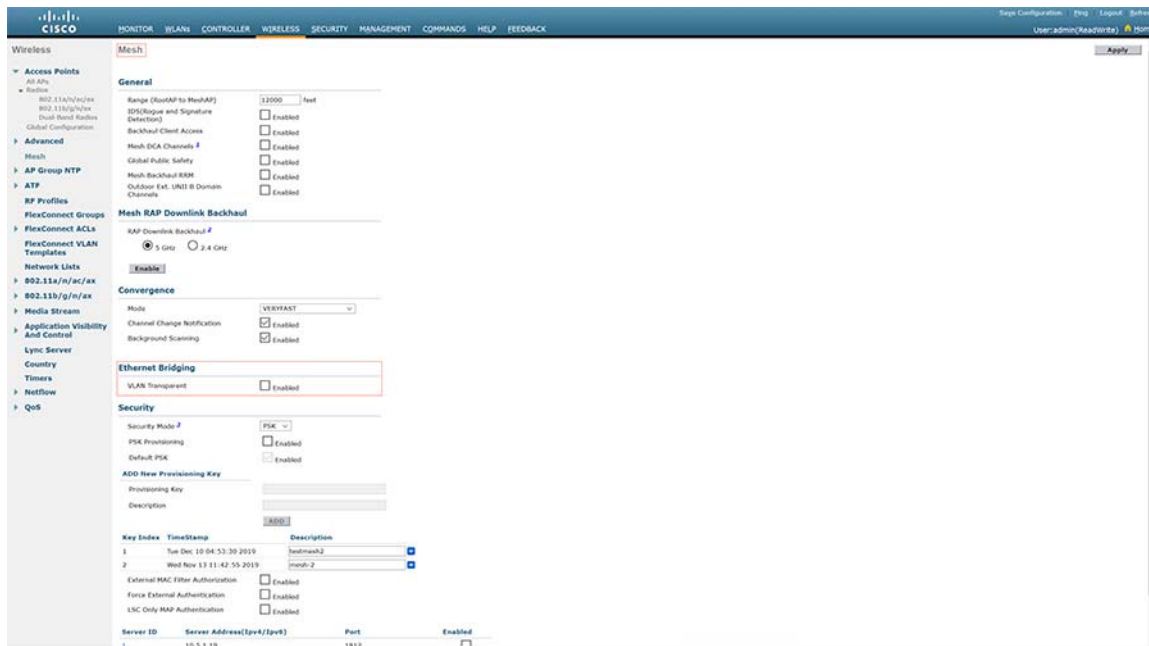 Save Configuration Ping Logout Refresh
CISCO MONITOR WLANs CONTROLLER WIRELESS SECURITY MANAGEMENT COMMANDS HELP FEEDBACK User:admin(ReadWrite) Home
Wireless
Access Points
All APs
Radios
802.11a/n/ac/ax
802.11b/g/n/ax
Dual-Band Radios
Global Configuration
Advanced
Mesh
AP Group NTP
ATF
RF Profiles
FlexConnect Groups
FlexConnect ACLs
FlexConnect VLAN
Templates
Network Lists
802.11a/n/ac/ax
802.11b/g/n/ax
Media Stream
Application Visibility
And Control
Lync Server
Country
Timers
Netflow
QoS
Mesh
Apply
General
Range (RootAP to MeshAP) 12000 feet
IDS(Rogue and Signature
Detection) Enabled
Backhaul Client Access Enabled
Mesh DCA Channels 1 Enabled
Global Public Safety Enabled
Mesh Backhaul RRM Enabled
Outdoor Ext. UNII B Domain
Channels Enabled
Mesh RAP Downlink Backhaul
RAP Downlink Backhaul 2
5 GHz 2.4 GHz
Enable
Convergence
Mode VERYFAST
Channel Change Notification Enabled
Background Scanning Enabled
Ethernet Bridging
VLAN Transparent Enabled
Security
Security Mode 3 PSK
PSK Provisioning Enabled
Default PSK Enabled
ADD New Provisioning Key
Provisioning Key
Description
ADD
Key Index TimeStamp Description
1 Tue Dec 10 04:53:30 2019 testmesh2
2 Wed Nov 13 11:42:55 2019 mesh-2
External MAC Filter Authorization Enabled
Force External Authentication Enabled
LSC Only MAP Authentication Enabled
Server ID Server Address(Ipv4/Ipv6) Port Enabled
1 10.5.1.19 1812